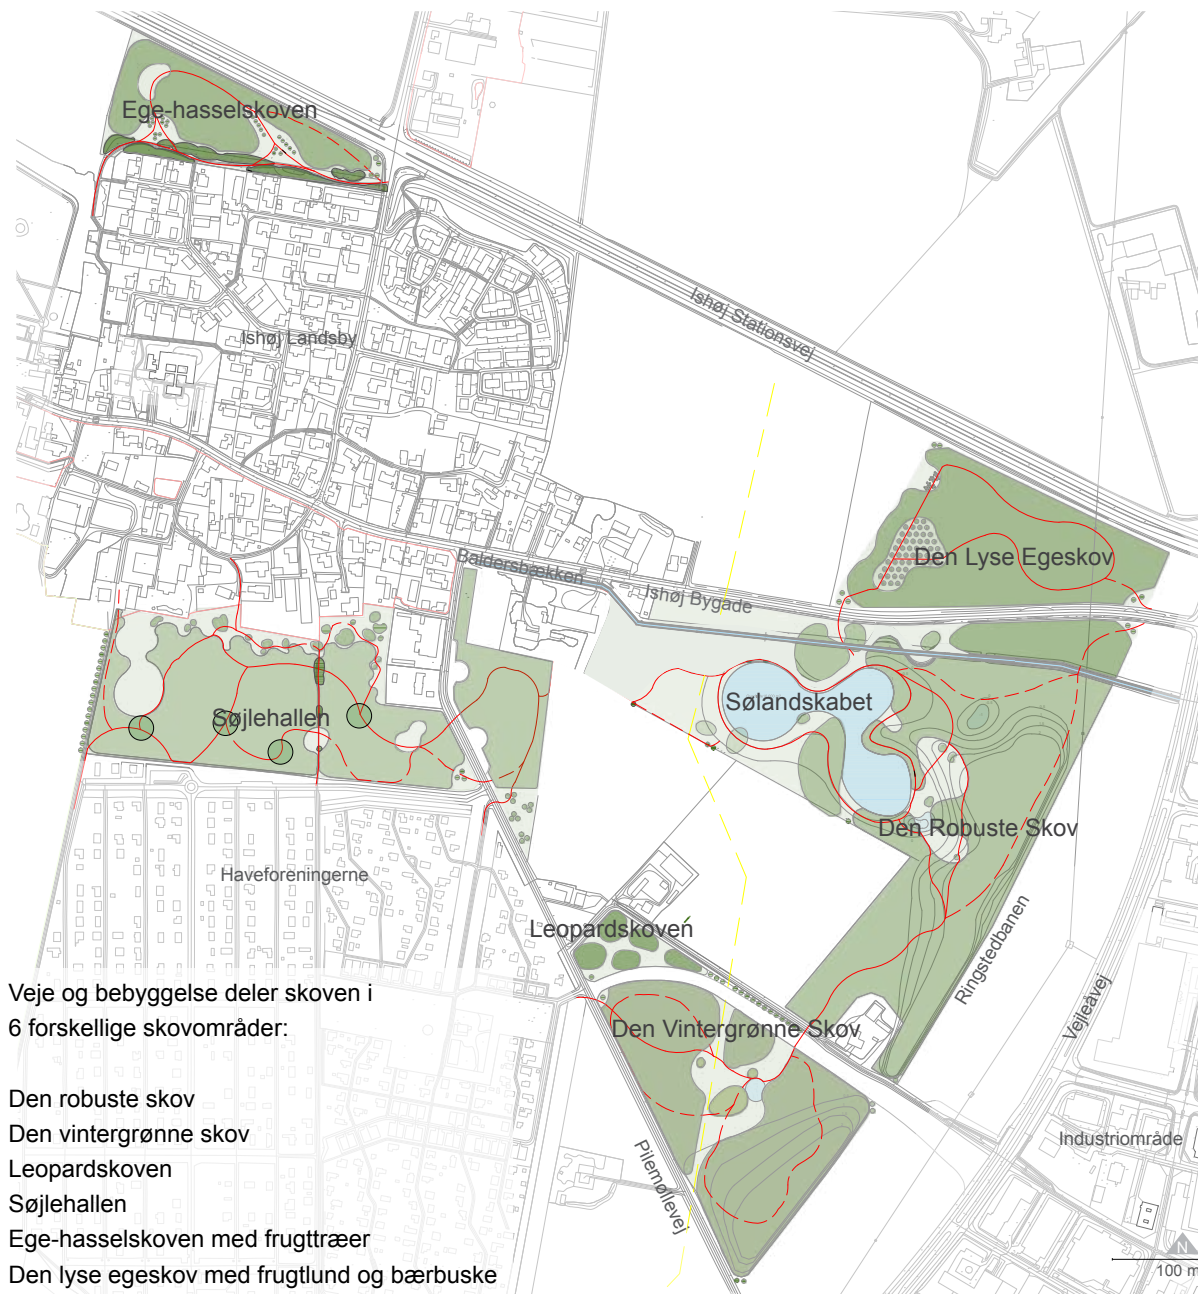 Ege-hasselskoven
Ishøj Stationsvej
Ishøj Landsby
Den Lyse Egeskov
Baldersbækken
Ishøj Bygade
Sølandskabet
Søjlehallen
Den Robuste Skov
Haveforeningerne
Leopardskoven
Ringstedbanen
Vejleåvej
Den Vintergrønne Skov
Pilemøllevej
Industriområde
N
100 m
Veje og bebyggelse deler skoven i
6 forskellige skovområder:
Den robuste skov
Den vintergrønne skov
Leopardskoven
Søjlehallen
Ege-hasselskoven med frugttræer
Den lyse egeskov med frugtlund og bærbuske